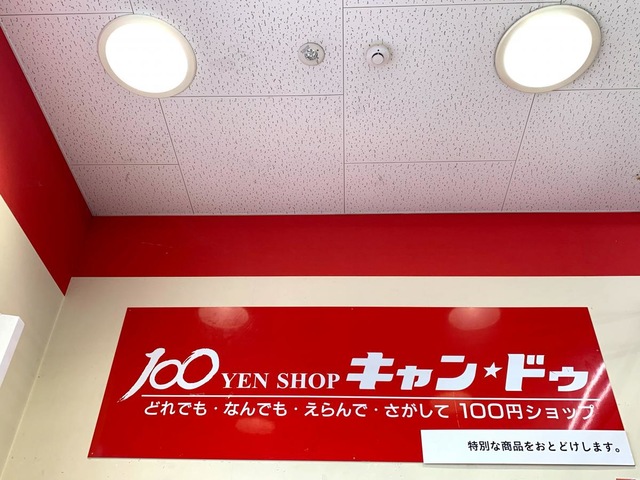 100 YEN SHOP キャン★ドゥ
どれでも・なんでも・えらんで・さがして 100円ショップ
特別な商品をおとどけします。